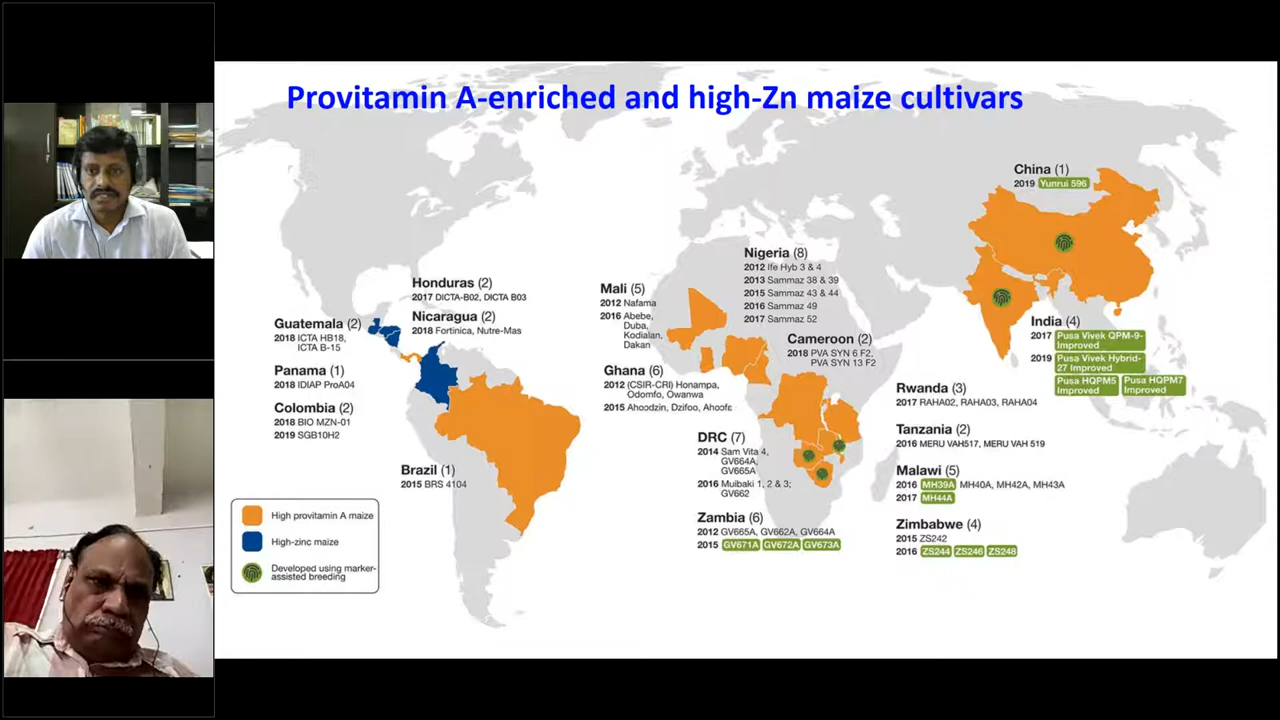 Provitamin A-enriched and high-Zn maize cultivars
China (1)
2019 Yunrui 596
Nigeria (8)
2012 Ife Hyb 3 & 4
2013 Sammaz 38 & 39
2015 Sammaz 43 & 44
2016 Sammaz 49
2017 Sammaz 52
Honduras (2)
2017 DICTA-B02, DICTA B03
Nicaragua (2)
2018 Fortinica, Nutre-Mas
Mali (5)
2012 Nafama
2016 Abebe,
Duba,
Kodialan,
Dakan
Guatemala (2)
2018 ICTA HB18,
ICTA B-15
India (4)
2017 Pusa Vivek QPM-9-
Improved
2019 Pusa Vivek Hybrid-
27 Improved
Pusa HQPM5
Improved
Pusa HQPM7
Improved
Cameroon (2)
2018 PVA SYN 6 F2,
PVA SYN 13 F2
Panama (1)
2018 IDIAP ProA04
Ghana (6)
2012 (CSIR-CRI) Honampa,
Odomfo, Owanwa
2015 Ahoodzin, Dzifoo, Ahoofe
Rwanda (3)
2017 RAHA02, RAHA03, RAHA04
Colombia (2)
2018 BIO MZN-01
2019 SGB10H2
Tanzania (2)
2016 MERU VAH517, MERU VAH 519
DRC (7)
2014 Sam Vita 4,
GV664A,
GV665A
2016 Muibaki 1, 2 & 3;
GV662
Brazil (1)
2015 BRS 4104
Malawi (5)
2016 MH39A MH40A, MH42A, MH43A
2017 MH44A
Zambia (6)
2012 GV665A, GV662A, GV664A
2015 GV671A GV672A GV673A
Zimbabwe (4)
2015 ZS242
2016 ZS244 ZS246 ZS248
High provitamin A maize
High-zinc maize
Developed using marker-
assisted breeding